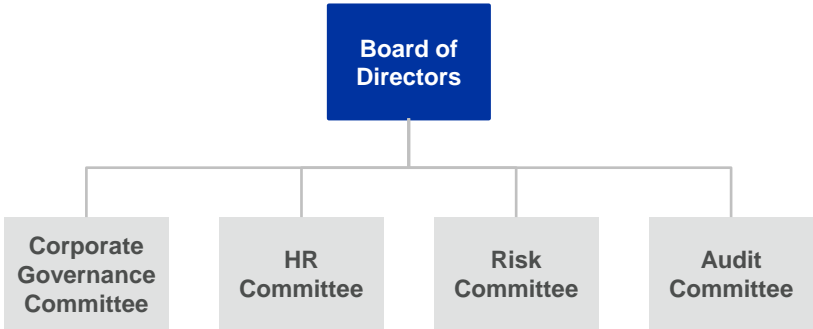 Board of
Directors
Corporate
Governance
Committee
HR
Committee
Risk
Committee
Audit
Committee